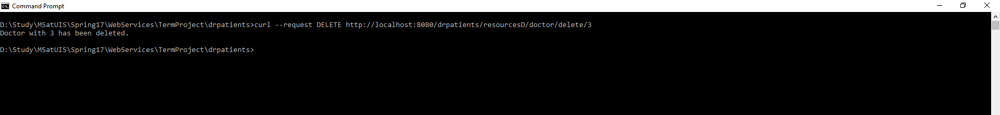 Command Prompt
D:\Study\MSatUIS\Spring17\WebServices\TermProject\drpatients>curl --request DELETE http://localhost:8080/drpatients/resourcesD/doctor/delete/3
Doctor with 3 has been deleted.
D:\Study\MSatUIS\Spring17\WebServices\TermProject\drpatients>